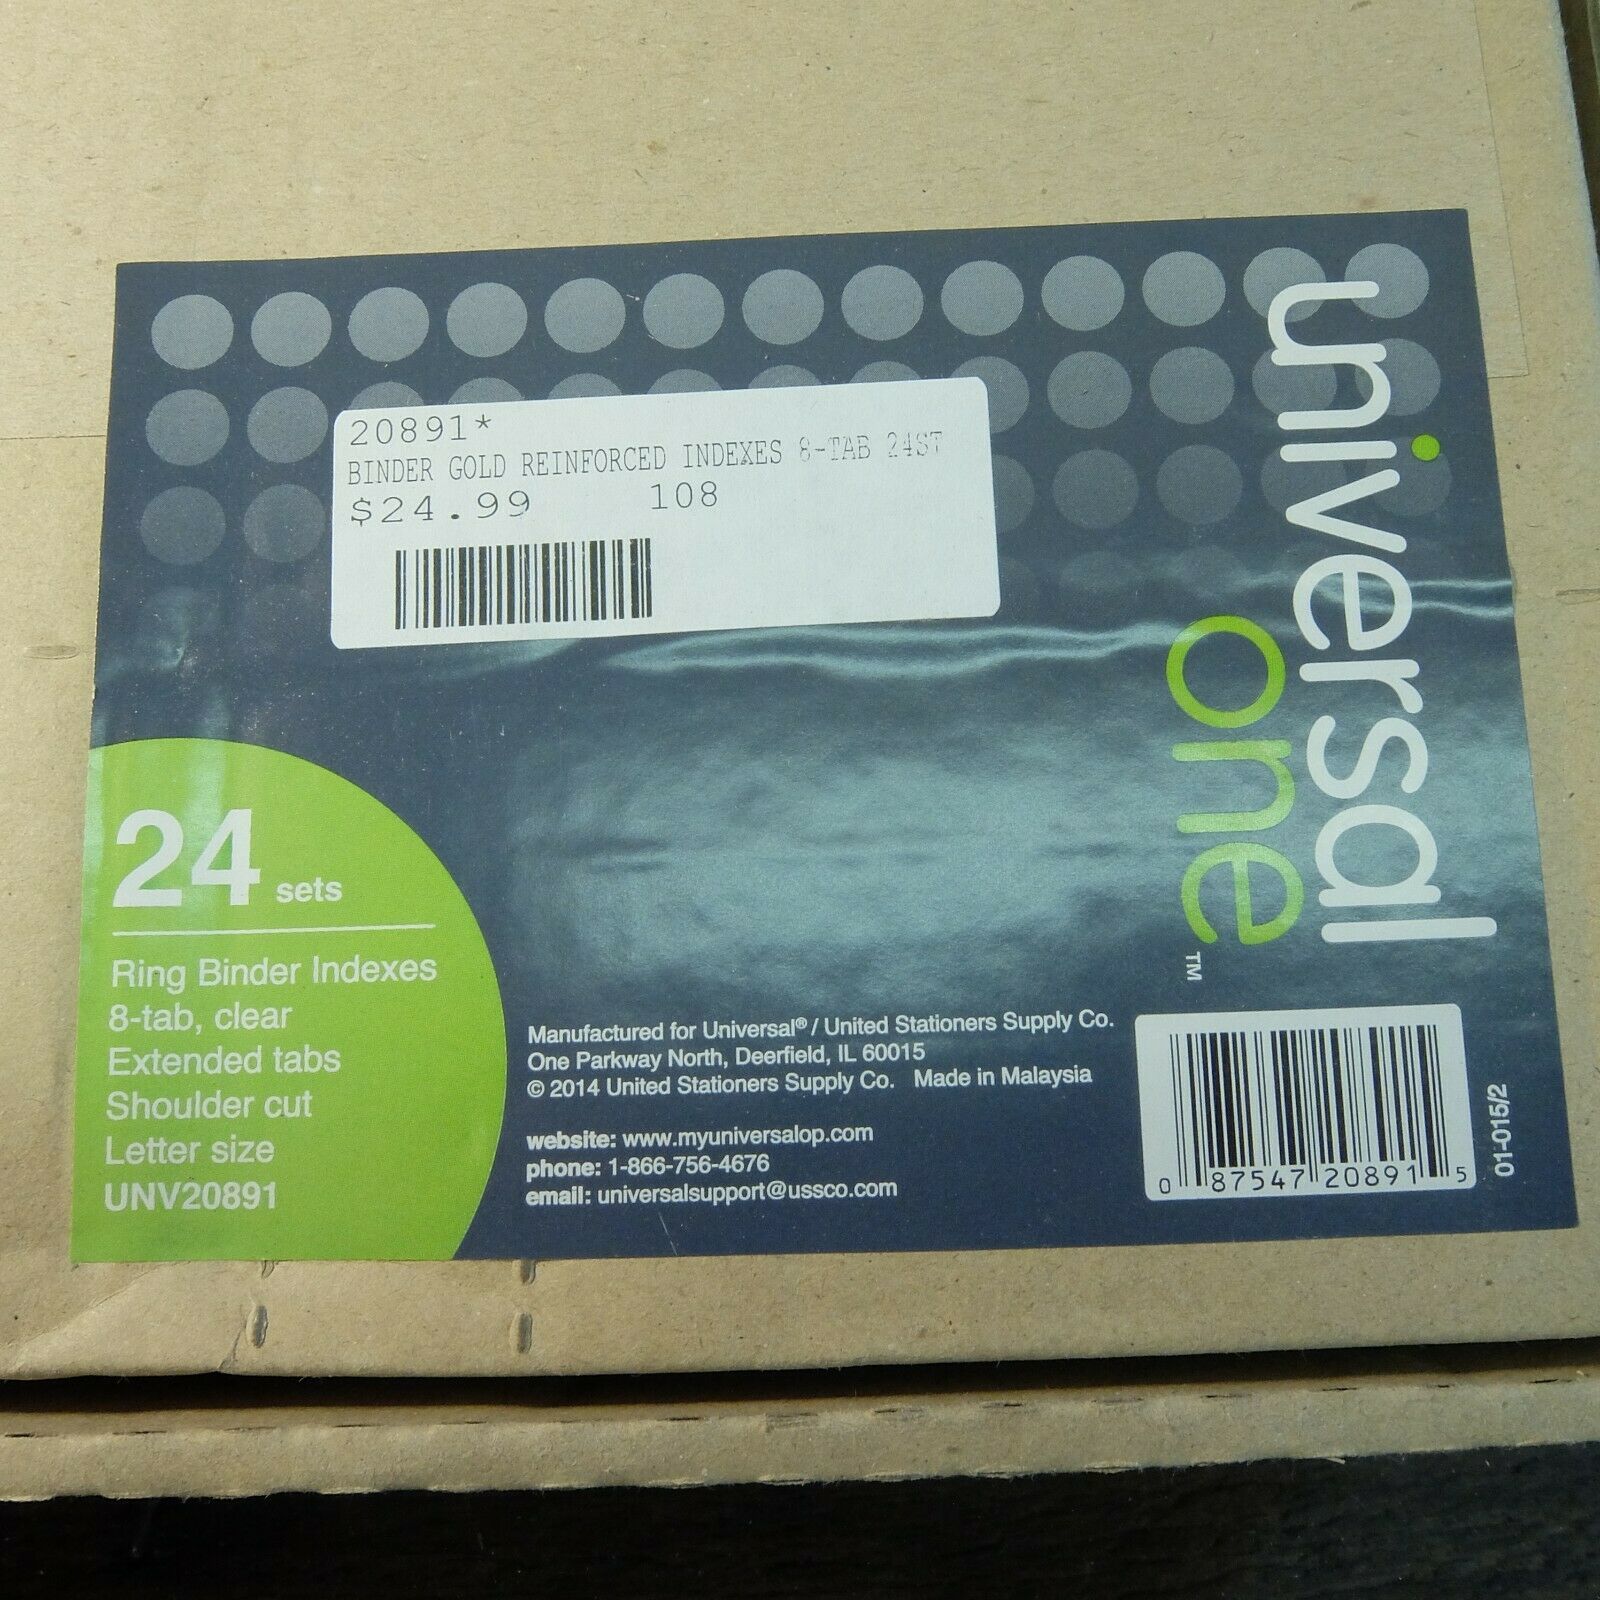 20891*
BINDER GOLD REINFORCED INDEXES 8-TAB 24ST
$24.99 108
universal
one™
24 sets
Ring Binder Indexes
8-tab, clear
Extended tabs
Shoulder cut
Letter size
UNV20891
Manufactured for Universal® / United Stationers Supply Co.
One Parkway North, Deerfield, IL 60015
© 2014 United Stationers Supply Co. Made in Malaysia
website: www.myuniversalop.com
phone: 1-866-756-4676
email: universalsupport@ussco.com
0 87547 20891 5
01-015/2